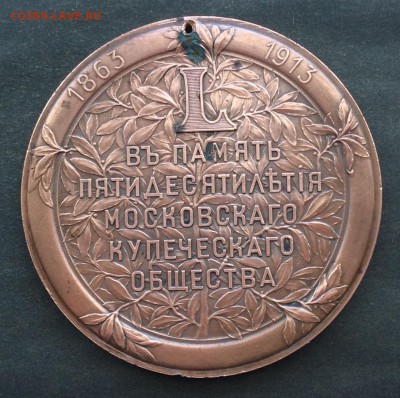 1863 1913
L
ВЪ ПАМЯТЬ
ПЯТИДЕСЯТИЛѢТІЯ
МОСКОВСКАГО
КУПЕЧЕСКАГО
ОБЩЕСТВА